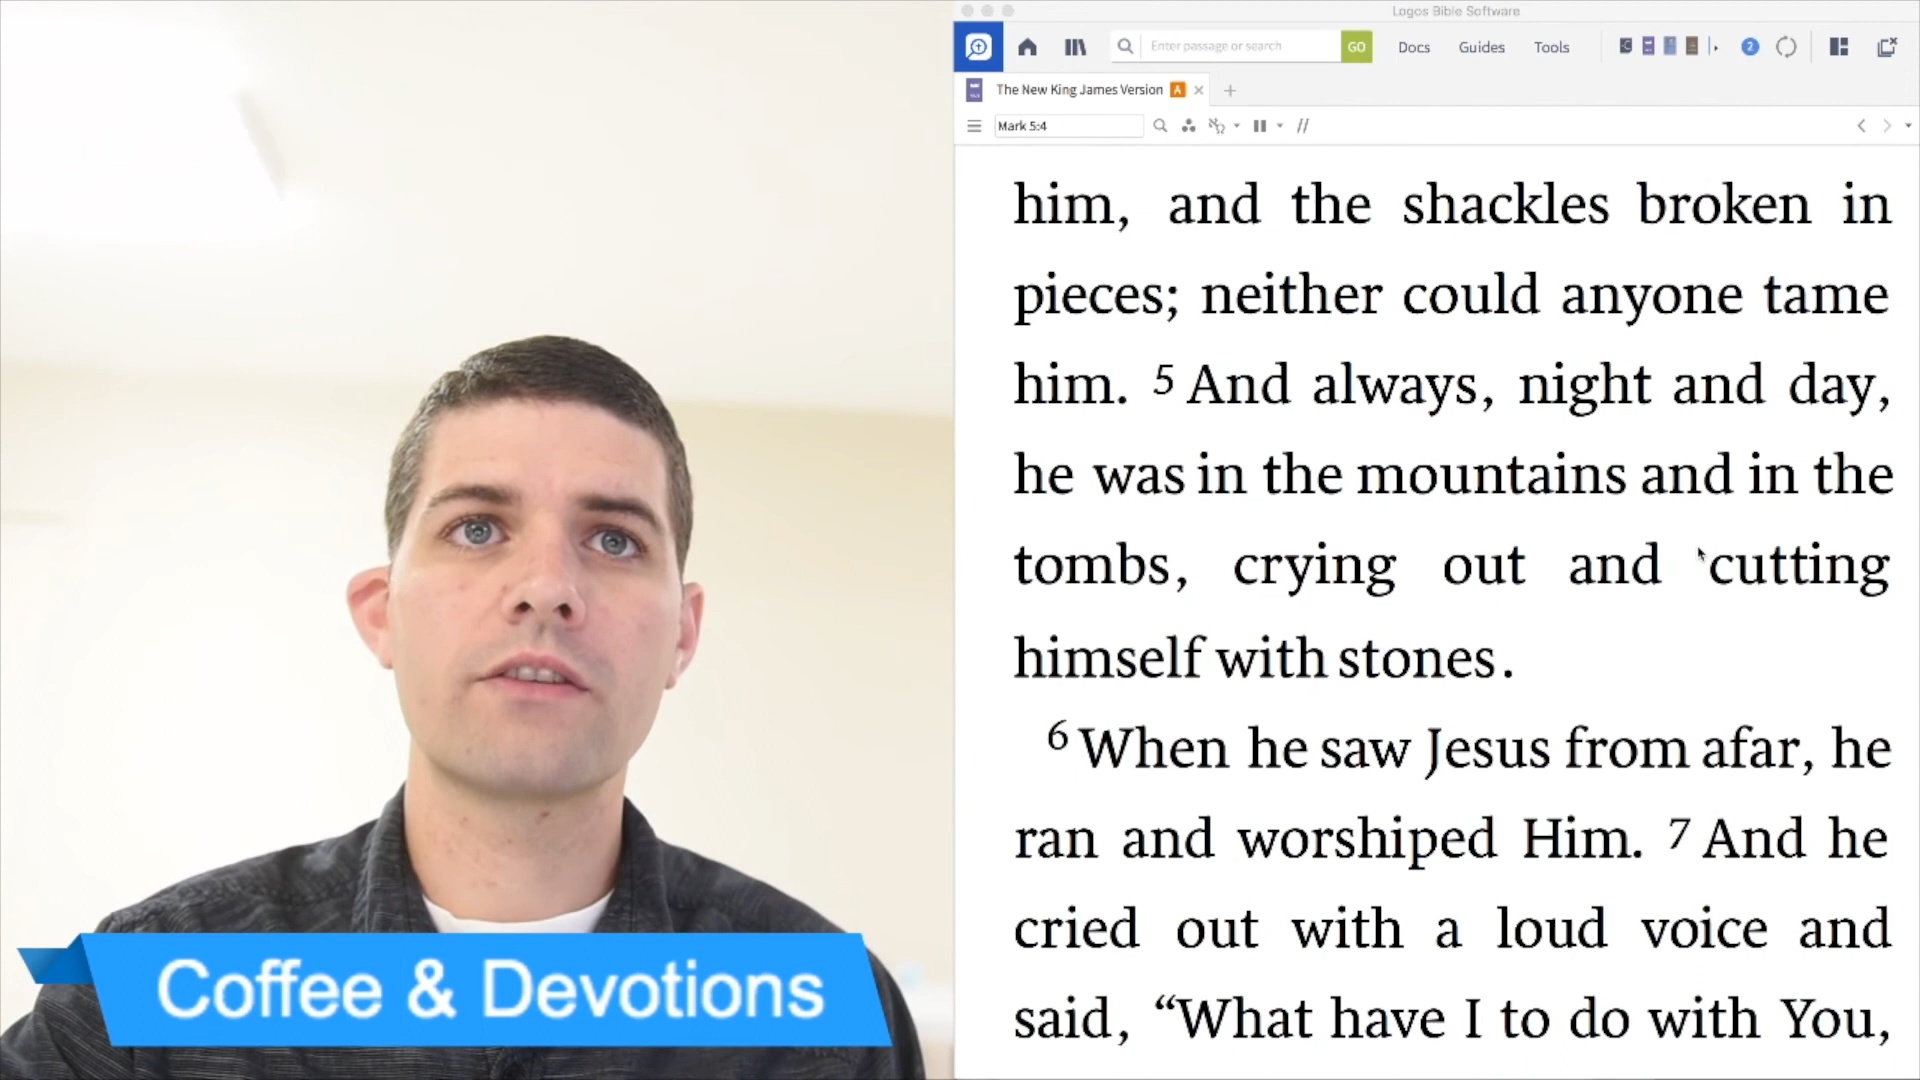 Logos Bible Software
Enter passage or search
GO
Docs
Guides
Tools
2
The New King James Version
A
Mark 5:4
him, and the shackles broken in
pieces; neither could anyone tame
him. 5 And always, night and day,
he was in the mountains and in the
tombs, crying out and cutting
himself with stones.
6 When he saw Jesus from afar, he
ran and worshiped Him. 7 And he
cried out with a loud voice and
said, “What have I to do with You,
Coffee & Devotions